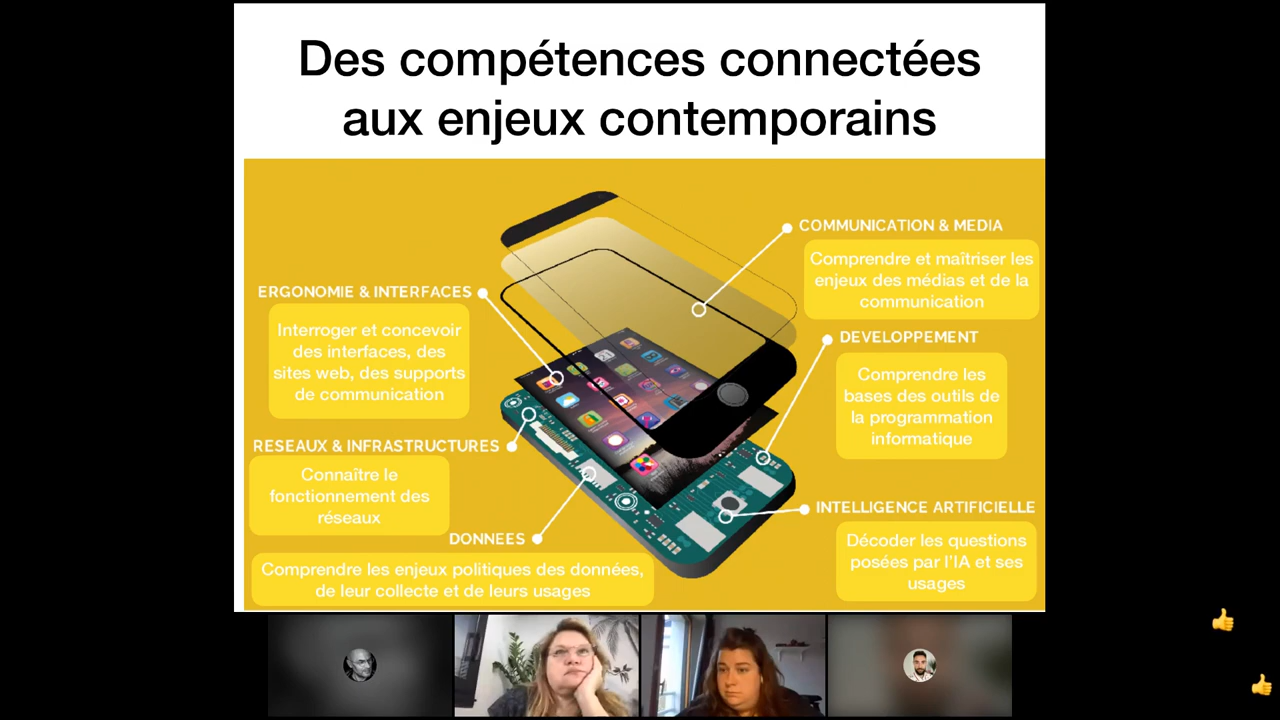 Des compétences connectées
aux enjeux contemporains
COMMUNICATION & MEDIA
Comprendre et maîtriser les
enjeux des médias et de la
communication
ERGONOMIE & INTERFACES
Interroger et concevoir
des interfaces, des
sites web, des supports
de communication
DEVELOPPEMENT
Comprendre les
bases des outils de
la programmation
informatique
RESEAUX & INFRASTRUCTURES
Connaître le
fonctionnement des
réseaux
INTELLIGENCE ARTIFICIELLE
Décoder les questions
posées par l'IA et ses
usages
DONNEES
Comprendre les enjeux politiques des données,
de leur collecte et de leurs usages